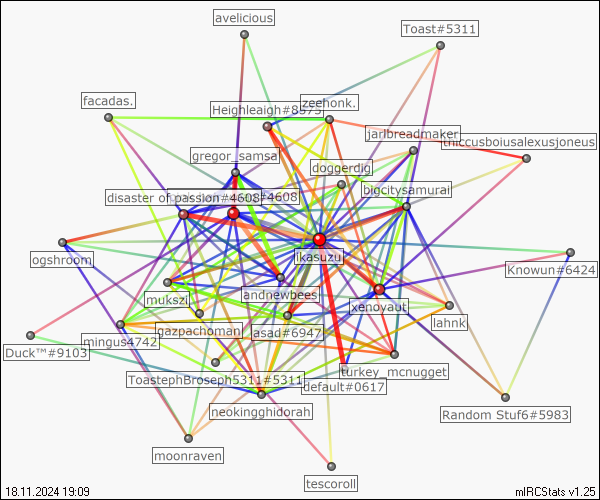 avelicious
Toast#5311
facadas.
Heighleaigh#8575
zeehonk.
jarlbreadmaker
thiccusboiusalexusjoneus
gregor_samsa
doggerdig
bigcitysamurai
disaster of passion#4608
#4608
ikasuzu
ogshroom
Knowun#6424
mukszi
andnewbees
xenoyaut
gazpachoman
asad#6947
lahnk
mingus4742
Duck™#9103
ToastephBroseph5311#5311
default#0617
turkey_mcnugget
neokingghidorah
Random Stuf6#5983
moonraven
tescoroll
18.11.2024 19:09
mIRCStats v1.25